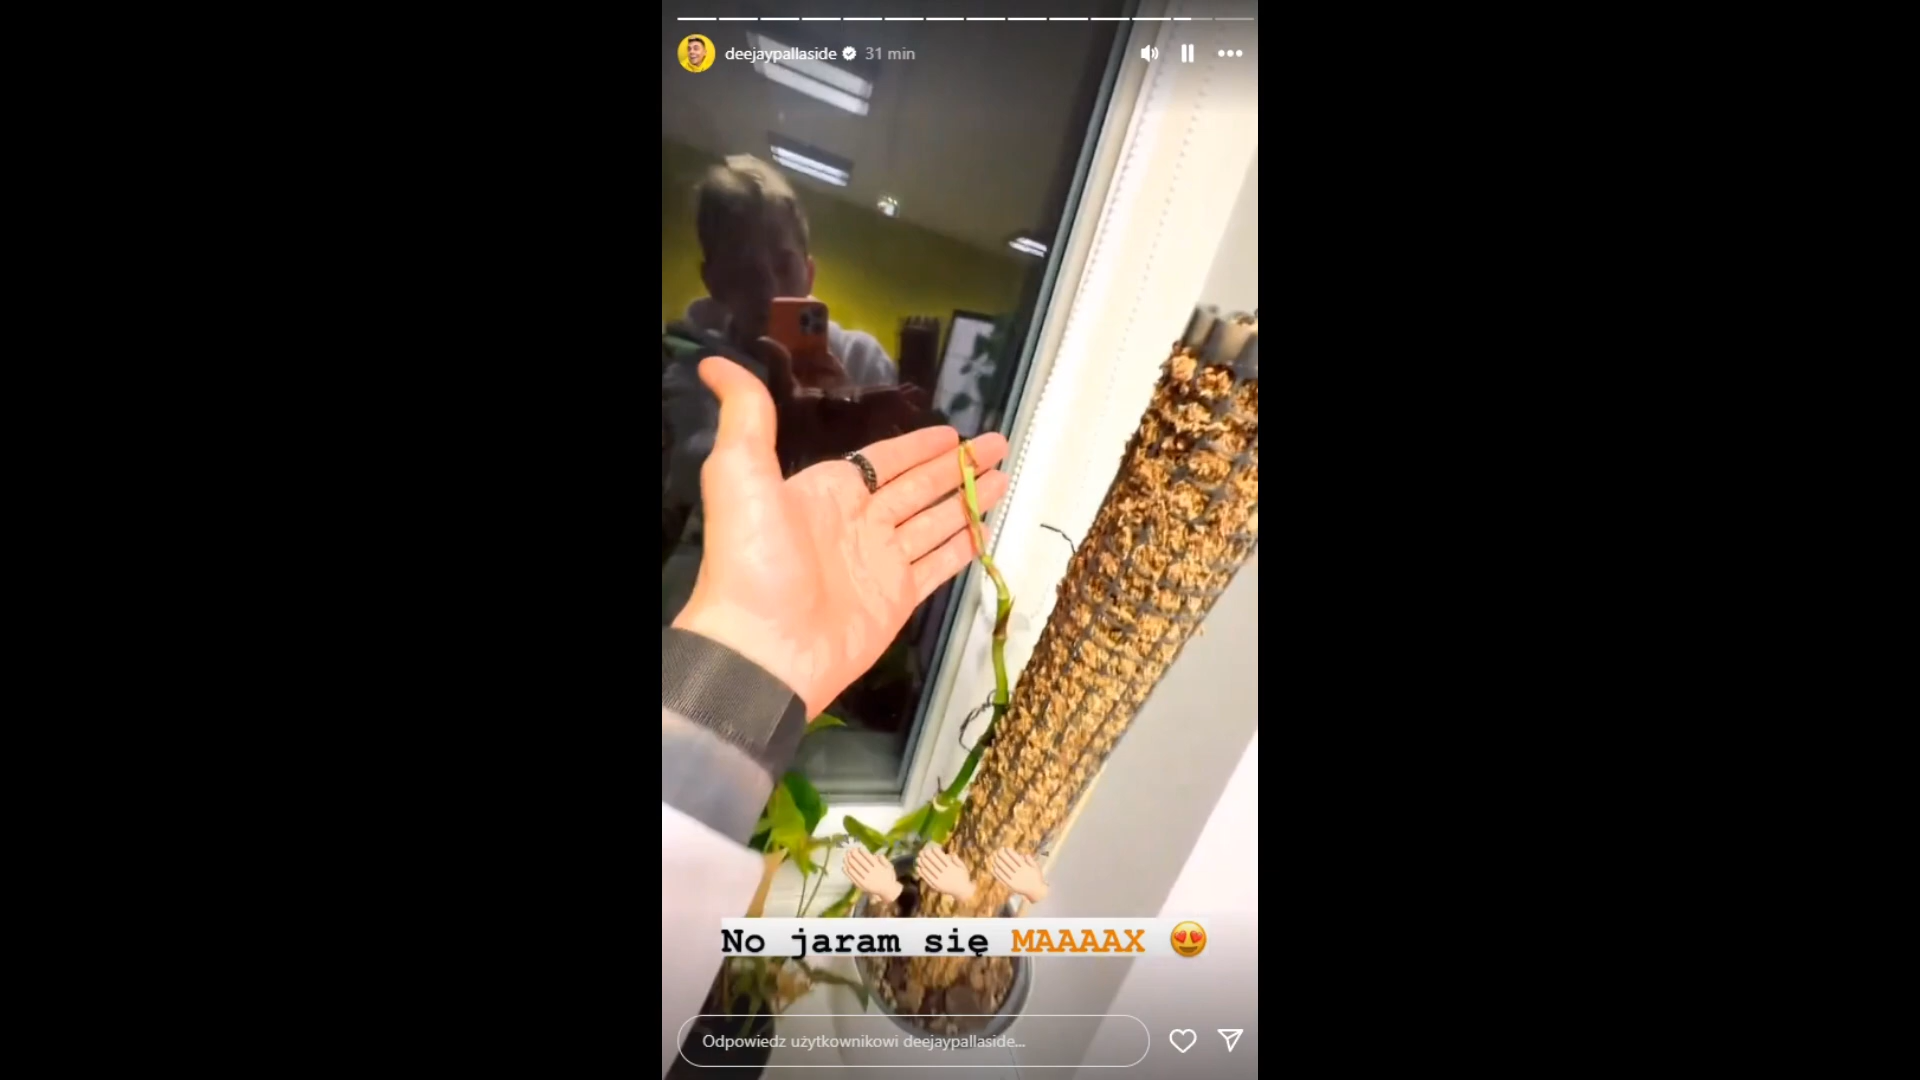 deejaypallaside 31 min
No jaram się MAAAAX
Odpowiedz użytkownikowi deejaypallaside...